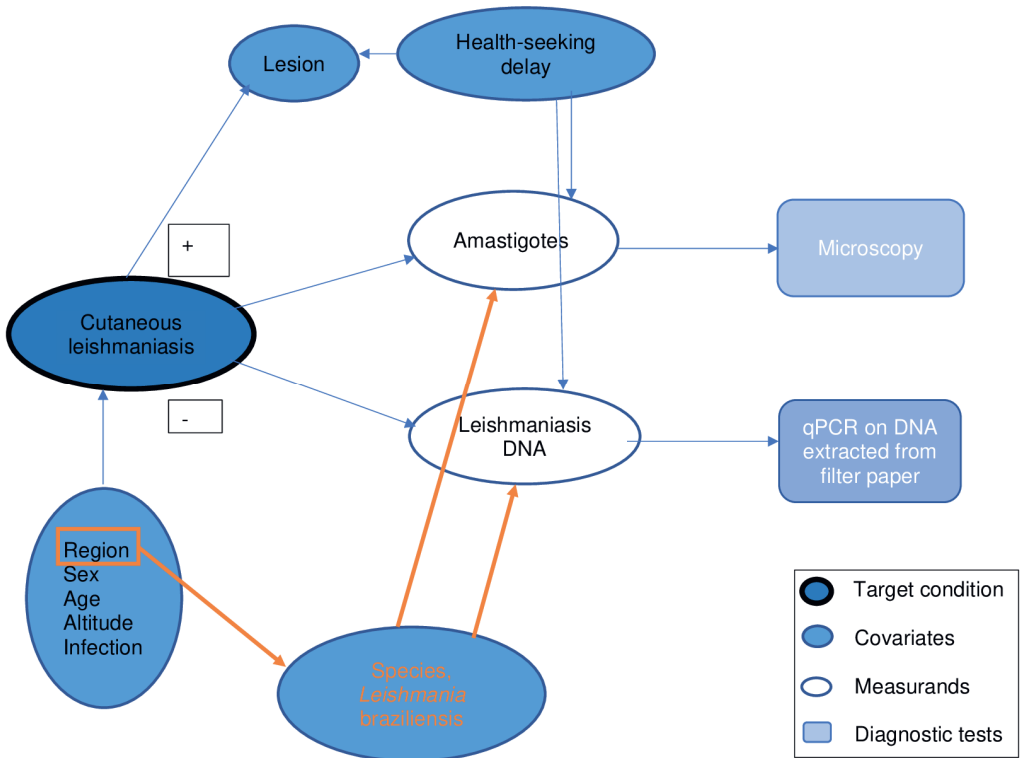 Health-seeking
delay
Lesion
Amastigotes
Microscopy
+
Cutaneous
leishmaniasis
-
Leishmaniasis
DNA
qPCR on DNA
extracted from
filter paper
Region
Sex
Age
Altitude
Infection
Species,
Leishmania
braziliensis
Target condition
Covariates
Measurands
Diagnostic tests